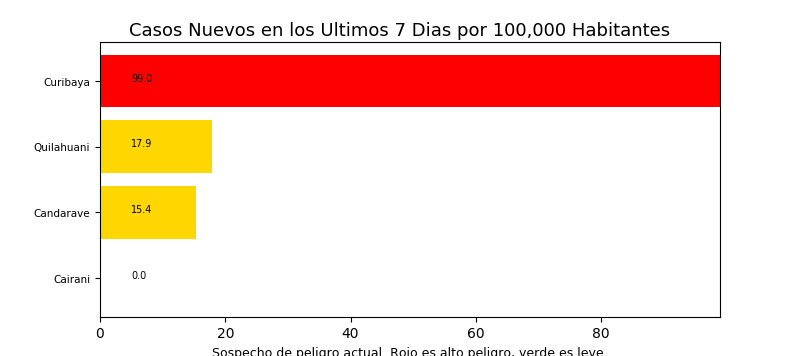 Casos Nuevos en los Ultimos 7 Dias por 100,000 Habitantes
Curibaya 99.0
Quilahuani 17.9
Candarave 15.4
Cairani 0.0
0 20 40 60 80
Sospecho de peligro actual. Rojo es alto peligro, verde es leve